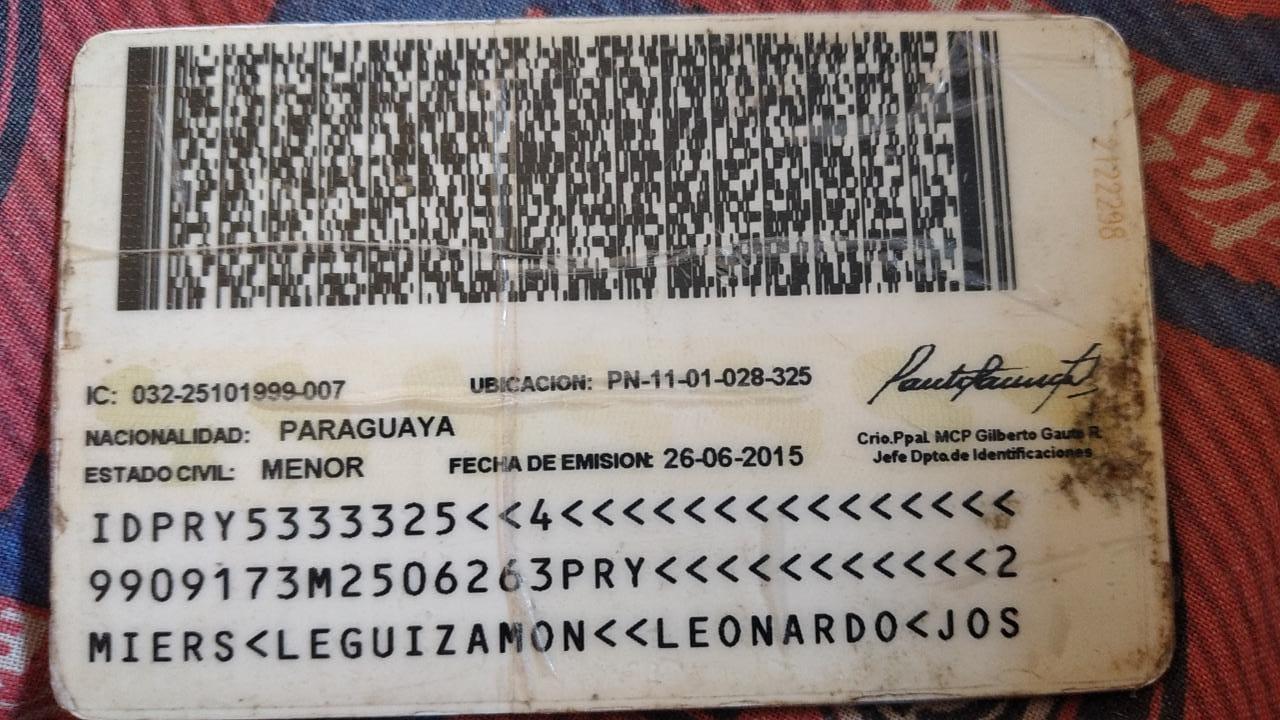 2122298
IC: 032-25101999-007 UBICACION: PN-11-01-028-325
NACIONALIDAD: PARAGUAYA
Crio.Ppal. MCP Gilberto Gaute R.
ESTADO CIVIL: MENOR FECHA DE EMISION: 26-06-2015
Jefe Dpto.de Identificaciones
IDPRY5333325<<4<<<<<<<<<<<<<<<
9909173M2506263PRY<<<<<<<<<<<2
MIERS<LEGUIZAMON<<LEONARDO<JOS